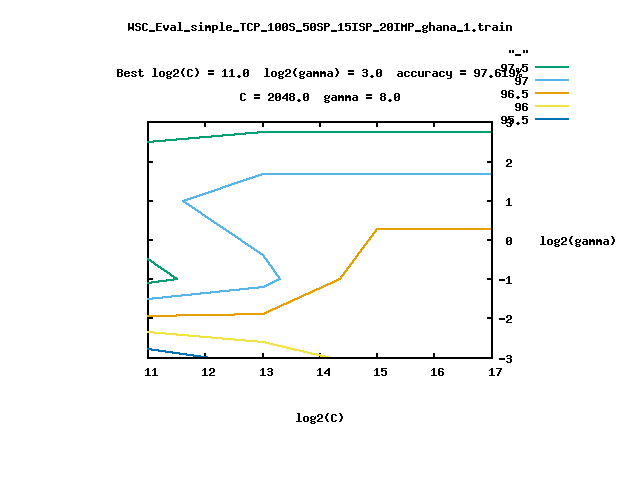 WSC_Eval_simple_TCP_100S_50SP_15ISP_20IMP_ghana_1.train
"_"
Best log2(C) = 11.0  log2(gamma) = 3.0  accuracy = 97.619%
97.5
97
C = 2048.0  gamma = 8.0
96.5
96
95.5
3
2
1
0
log2(gamma)
-1
-2
-3
11 12 13 14 15 16 17
log2(C)